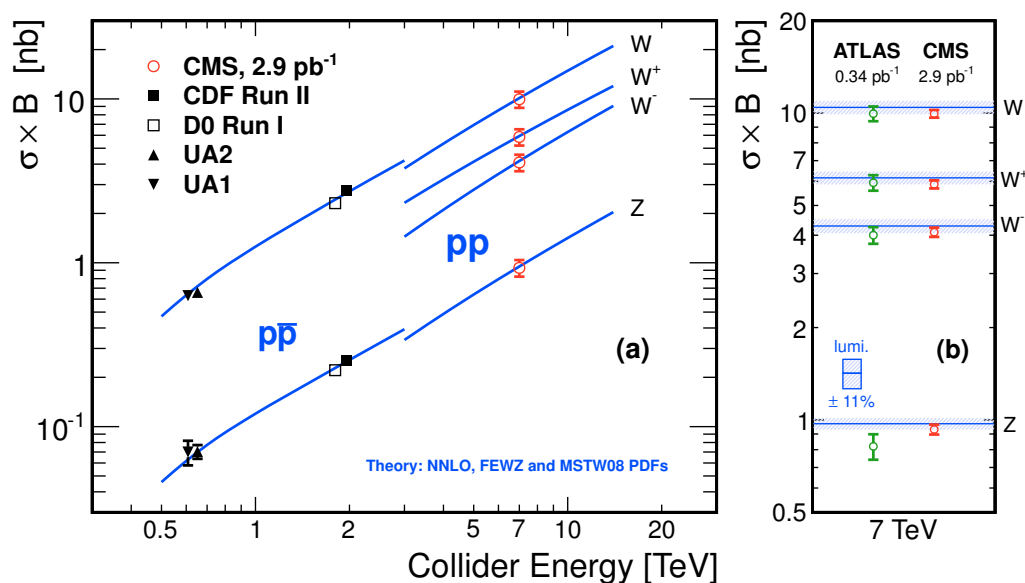 σ × B [nb]
10
1
10⁻¹
CMS, 2.9 pb⁻¹
CDF Run II
D0 Run I
UA2
UA1
W
W⁺
W⁻
Z
pp
pp̅
(a)
Theory: NNLO, FEWZ and MSTW08 PDFs
0.5 1 2 5 7 10 20
Collider Energy [TeV]
σ × B [nb]
20
10
7
5
4
3
2
1
0.5
ATLAS CMS
0.34 pb⁻¹ 2.9 pb⁻¹
W
W⁺
W⁻
lumi.
± 11%
(b)
Z
7 TeV